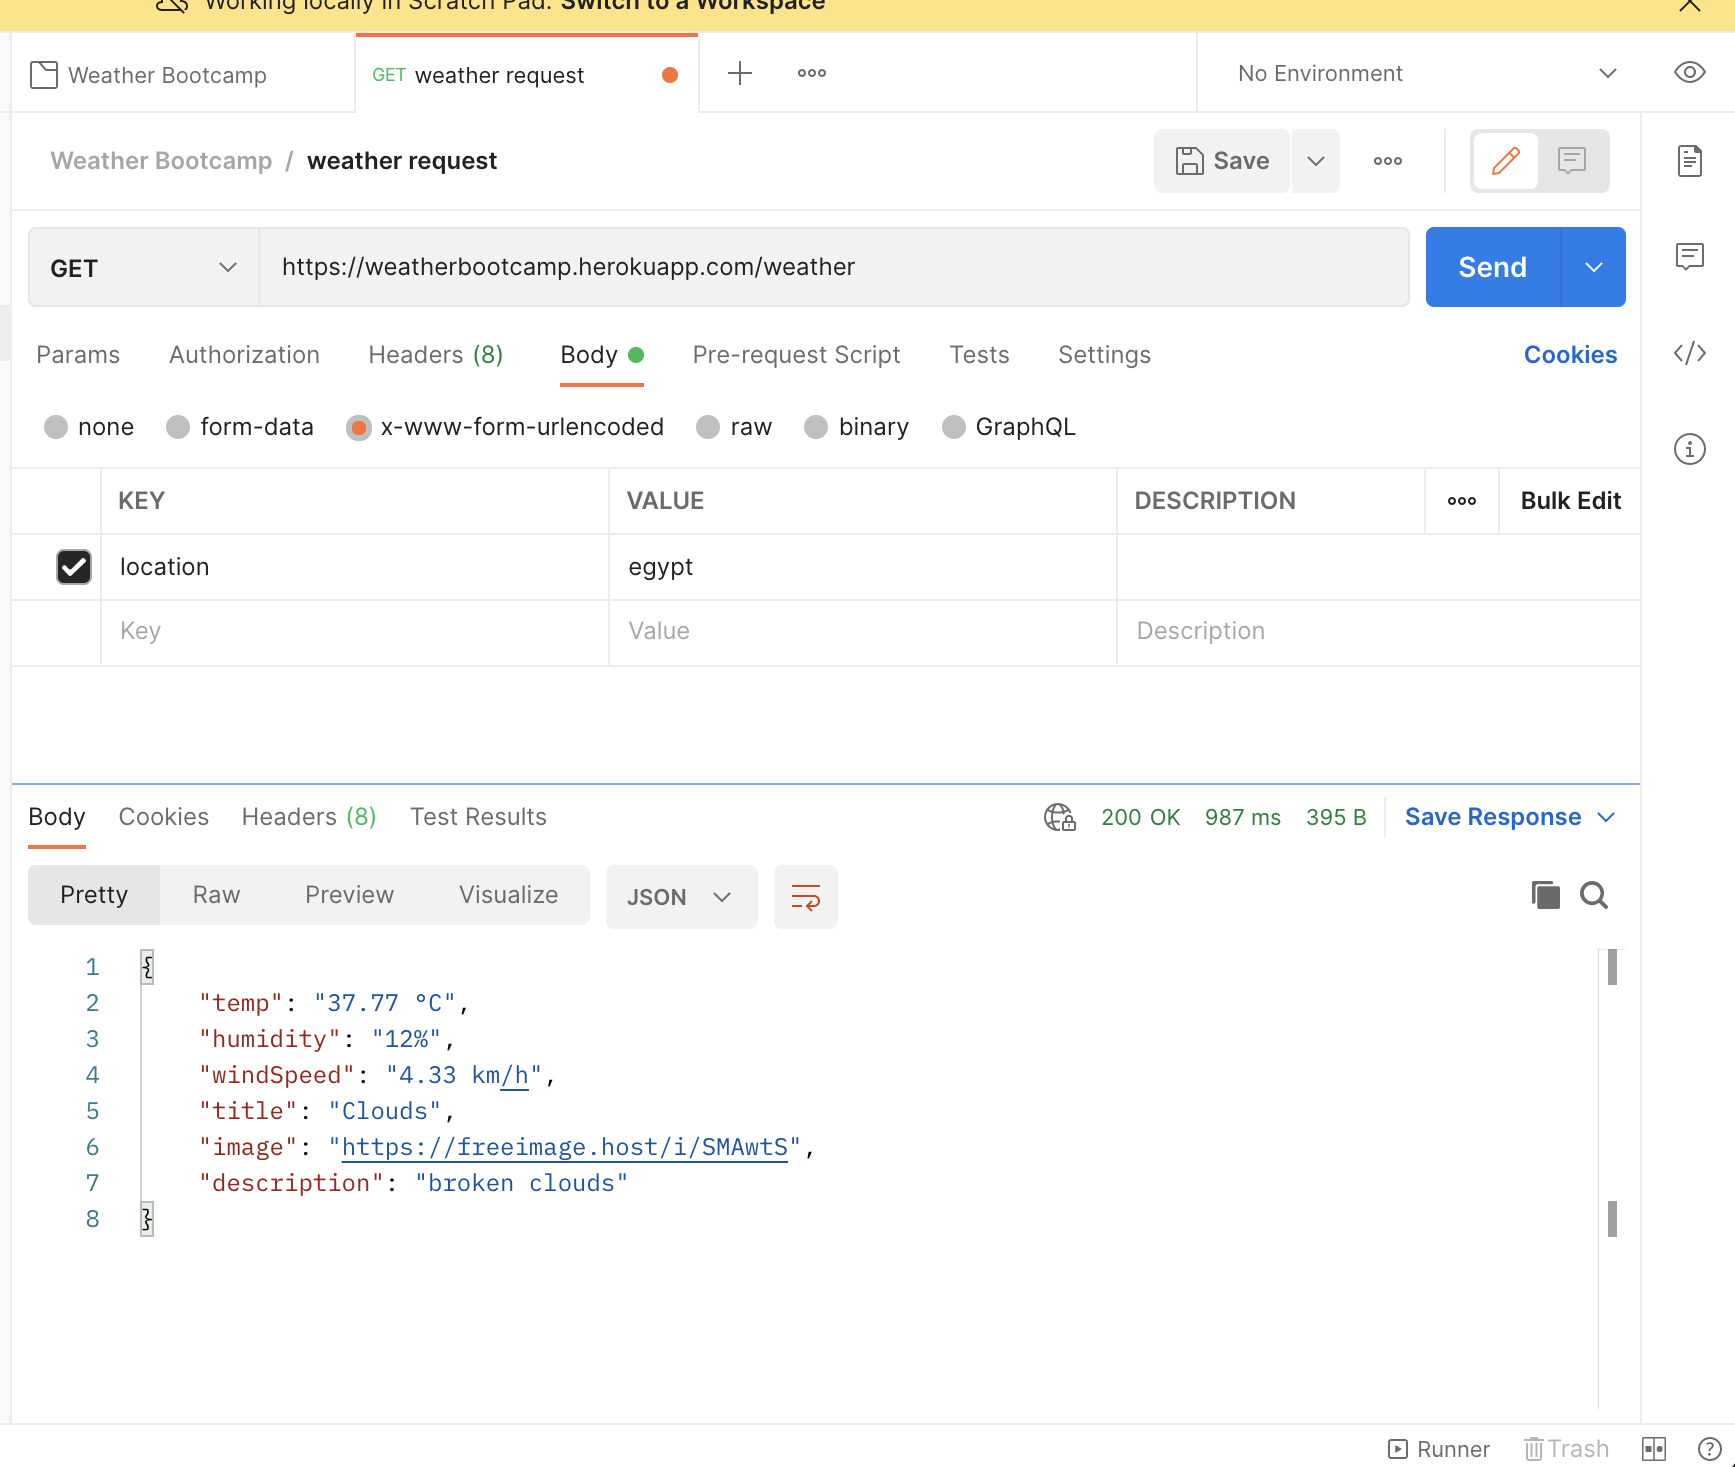 Working locally in Scratch Pad. Switch to a Workspace
Weather Bootcamp GET weather request No Environment
Weather Bootcamp / weather request Save
GET https://weatherbootcamp.herokuapp.com/weather Send
Params Authorization Headers (8) Body Pre-request Script Tests Settings Cookies
none form-data x-www-form-urlencoded raw binary GraphQL
KEY VALUE DESCRIPTION Bulk Edit
location egypt
Key Value Description
Body Cookies Headers (8) Test Results 200 OK 987 ms 395 B Save Response
Pretty Raw Preview Visualize JSON
1 {
2 "temp": "37.77 °C",
3 "humidity": "12%",
4 "windSpeed": "4.33 km/h",
5 "title": "Clouds",
6 "image": "https://freeimage.host/i/SMAwtS",
7 "description": "broken clouds"
8 }
Runner Trash